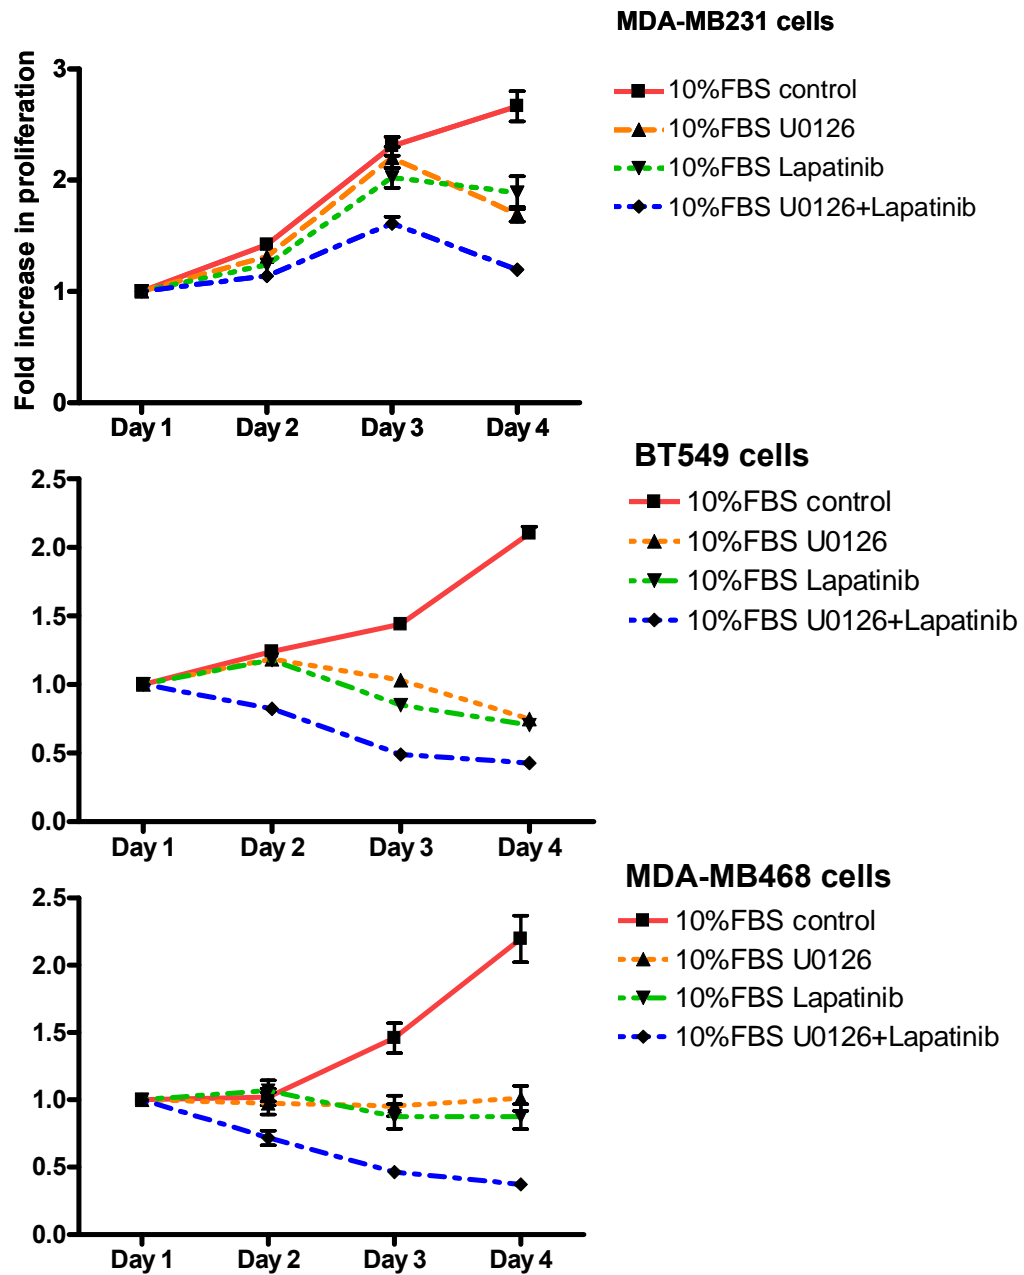 MDA-MB231 cells
Fold increase in proliferation
3
2
1
0
10%FBS control
10%FBS U0126
10%FBS Lapatinib
10%FBS U0126+Lapatinib
Day 1 Day 2 Day 3 Day 4
BT549 cells
2.5
2.0
1.5
1.0
0.5
0.0
10%FBS control
10%FBS U0126
10%FBS Lapatinib
10%FBS U0126+Lapatinib
Day 1 Day 2 Day 3 Day 4
MDA-MB468 cells
2.5
2.0
1.5
1.0
0.5
0.0
10%FBS control
10%FBS U0126
10%FBS Lapatinib
10%FBS U0126+Lapatinib
Day 1 Day 2 Day 3 Day 4